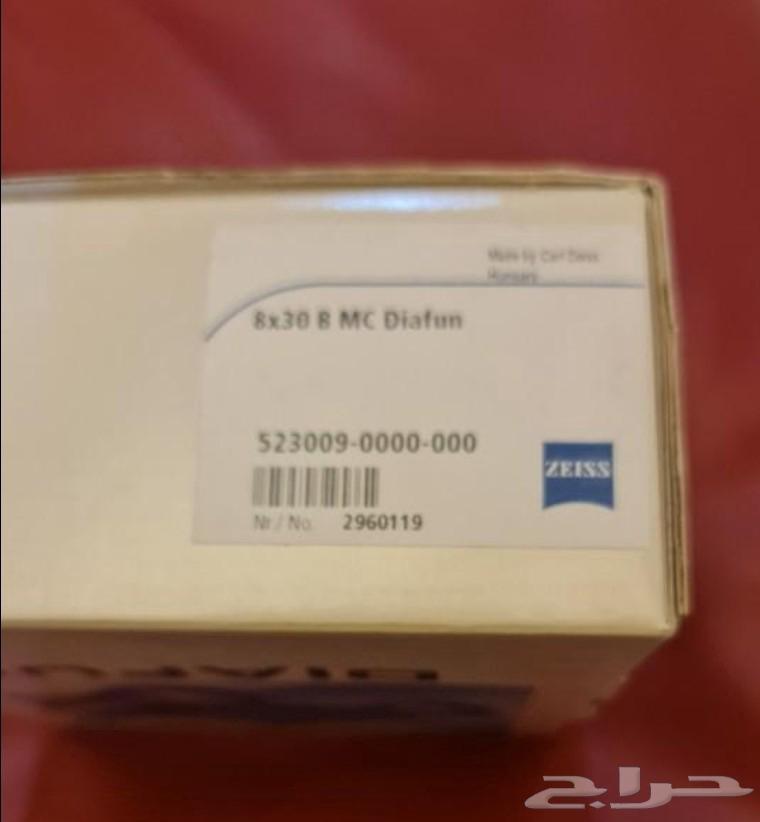 Made by Carl Zeiss
Hungary
8x30 B MC Diafun
523009-0000-000
ZEISS
Nr / No. 2960119
حراج